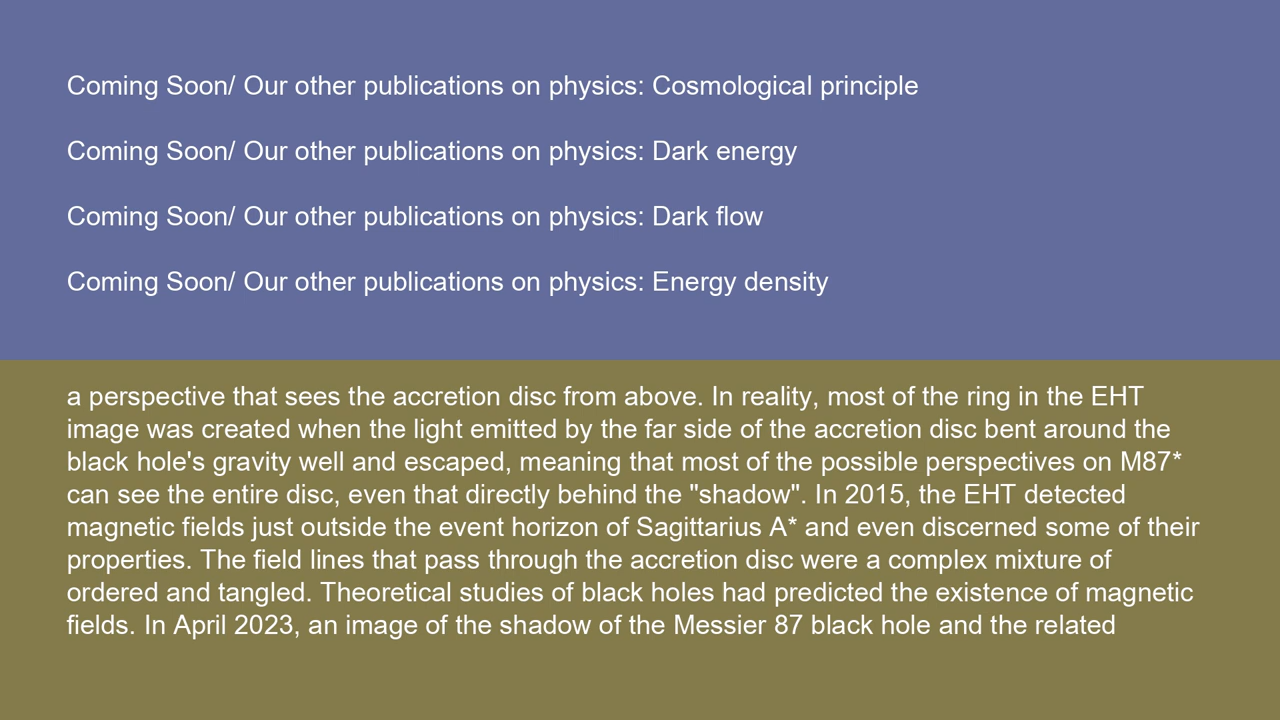 Coming Soon/ Our other publications on physics: Cosmological principle
Coming Soon/ Our other publications on physics: Dark energy
Coming Soon/ Our other publications on physics: Dark flow
Coming Soon/ Our other publications on physics: Energy density
a perspective that sees the accretion disc from above. In reality, most of the ring in the EHT
image was created when the light emitted by the far side of the accretion disc bent around the
black hole's gravity well and escaped, meaning that most of the possible perspectives on M87*
can see the entire disc, even that directly behind the "shadow". In 2015, the EHT detected
magnetic fields just outside the event horizon of Sagittarius A* and even discerned some of their
properties. The field lines that pass through the accretion disc were a complex mixture of
ordered and tangled. Theoretical studies of black holes had predicted the existence of magnetic
fields. In April 2023, an image of the shadow of the Messier 87 black hole and the related